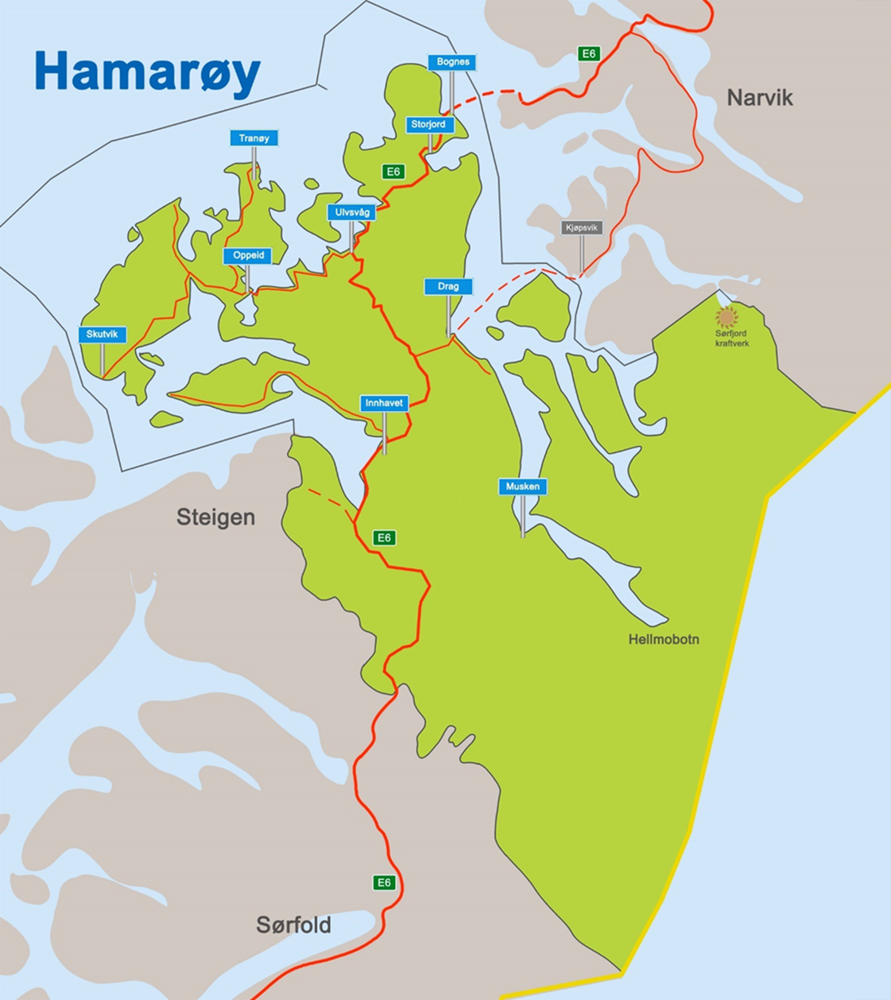 Hamarøy
Bognes
E6
Narvik
Storjord
Tranøy
E6
Ulvsvåg
Kjøpsvik
Oppeid
Drag
Skutvik
Sørfjord
kraftverk
Innhavet
Musken
Steigen
E6
Hellmobotn
E6
Sørfold